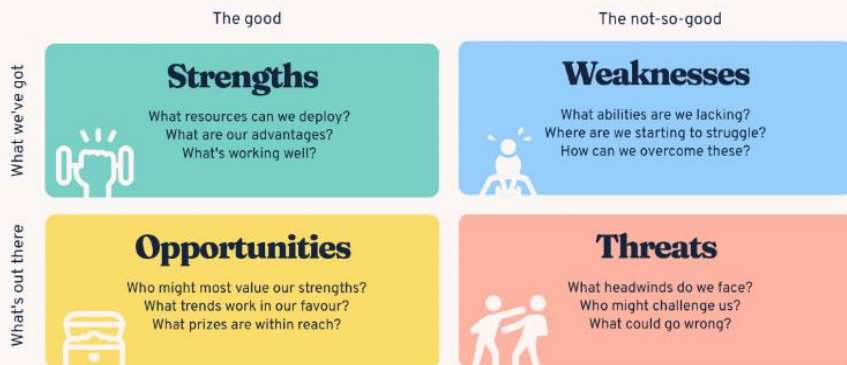 The good
The not-so-good
What we've got
Strengths
What resources can we deploy?
What are our advantages?
What's working well?
Weaknesses
What abilities are we lacking?
Where are we starting to struggle?
How can we overcome these?
What's out there
Opportunities
Who might most value our strengths?
What trends work in our favour?
What prizes are within reach?
Threats
What headwinds do we face?
Who might challenge us?
What could go wrong?